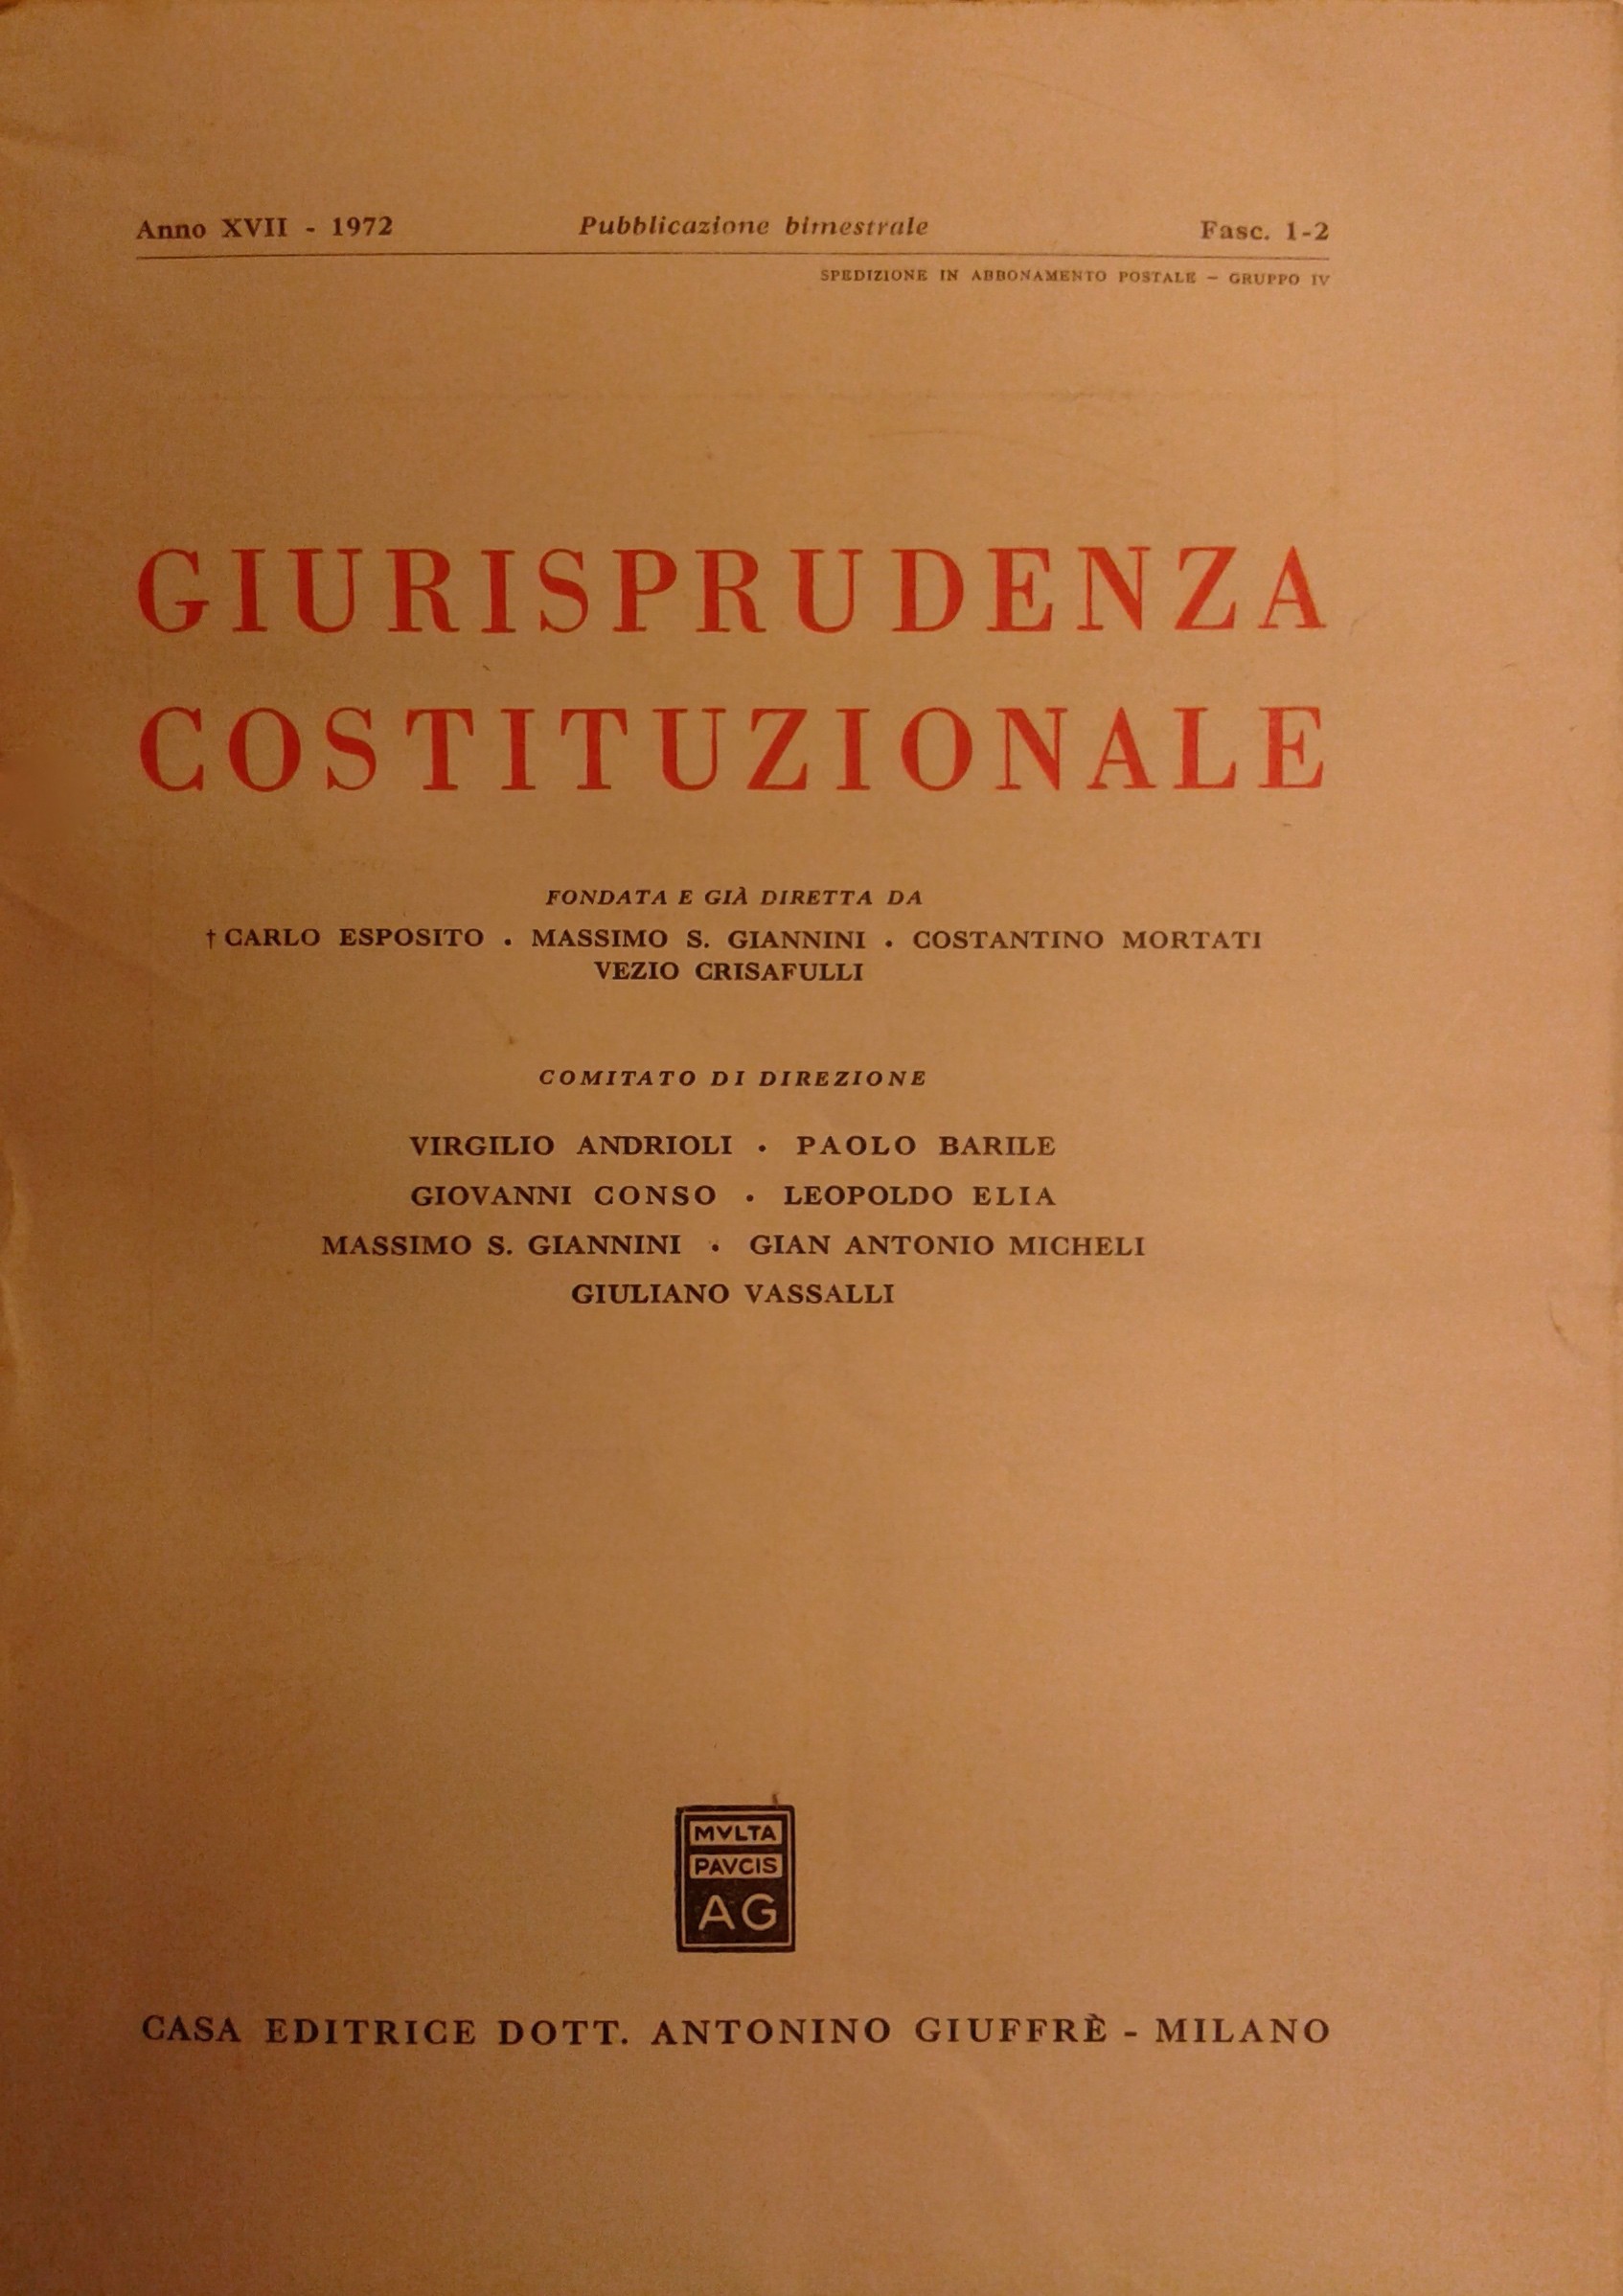 Anno XVII - 1972 Pubblicazione bimestrale Fasc. 1-2
SPEDIZIONE IN ABBONAMENTO POSTALE - GRUPPO IV
GIURISPRUDENZA
COSTITUZIONALE
FONDATA E GIÀ DIRETTA DA
† CARLO ESPOSITO . MASSIMO S. GIANNINI . COSTANTINO MORTATI
VEZIO CRISAFULLI
COMITATO DI DIREZIONE
VIRGILIO ANDRIOLI • PAOLO BARILE
GIOVANNI CONSO • LEOPOLDO ELIA
MASSIMO S. GIANNINI • GIAN ANTONIO MICHELI
GIULIANO VASSALLI
MVLTA
PAVCIS
AG
CASA EDITRICE DOTT. ANTONINO GIUFFRÈ - MILANO